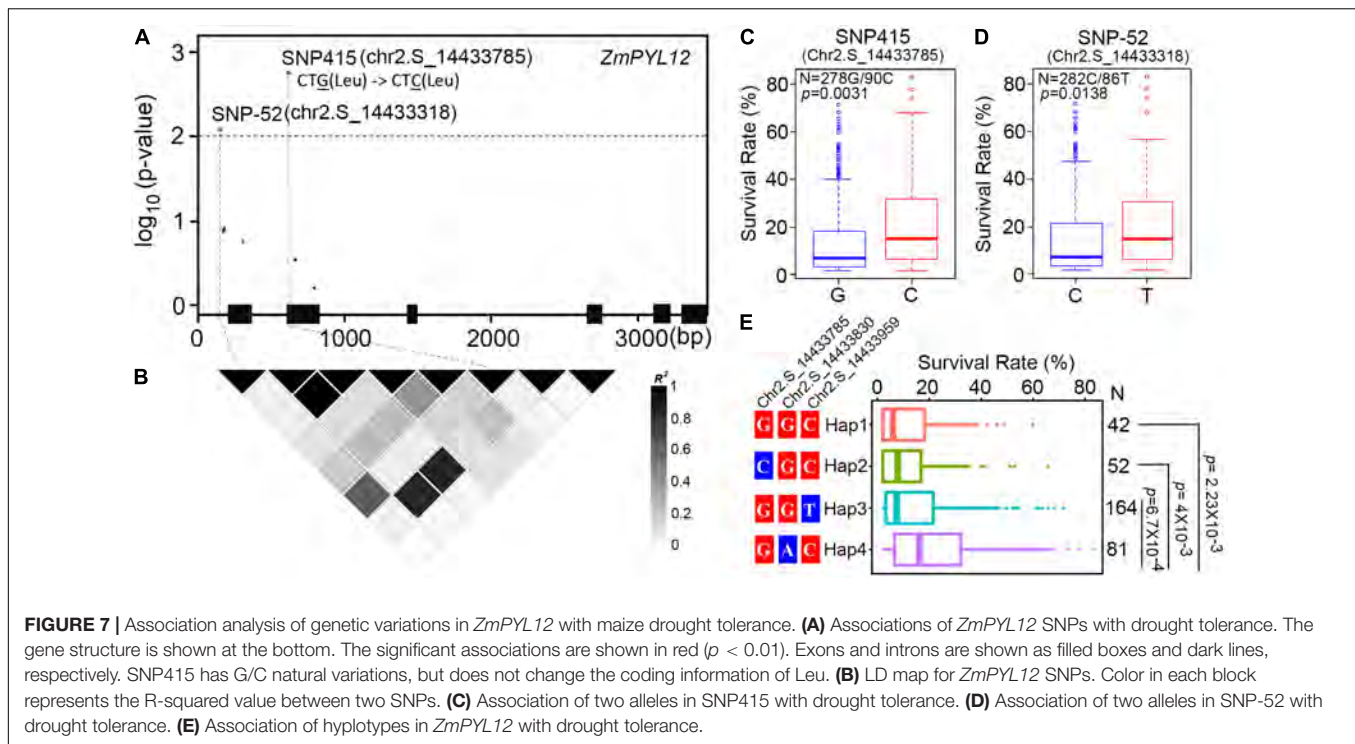 A
3
2
1
0
log10 (p-value)
SNP415 (chr2.S_14433785)
CTG(Leu) -> CTC(Leu)
SNP-52 (chr2.S_14433318)
ZmPYL12
0
1000
2000
3000(bp)
B
R²
1
0.8
0.6
0.4
0.2
0
C
SNP415
(Chr2.S_14433785)
N=278G/90C
p=0.0031
Survival Rate (%)
80
60
40
20
0
G
C
D
SNP-52
(Chr2.S_14433318)
N=282C/86T
p=0.0138
Survival Rate (%)
80
60
40
20
0
C
T
E
Chr2.S_14433785
Chr2.S_14433830
Chr2.S_14433959
Survival Rate (%)
0 20 40 60 80
N
G G C Hap1 42
C G C Hap2 52
G G T Hap3 164
G A C Hap4 81
p=6.7X10-4
p= 4X10-3
p= 2.23X10-3
FIGURE 7 | Association analysis of genetic variations in ZmPYL12 with maize drought tolerance. (A) Associations of ZmPYL12 SNPs with drought tolerance. The
gene structure is shown at the bottom. The significant associations are shown in red (p < 0.01). Exons and introns are shown as filled boxes and dark lines,
respectively. SNP415 has G/C natural variations, but does not change the coding information of Leu. (B) LD map for ZmPYL12 SNPs. Color in each block
represents the R-squared value between two SNPs. (C) Association of two alleles in SNP415 with drought tolerance. (D) Association of two alleles in SNP-52 with
drought tolerance. (E) Association of hyplotypes in ZmPYL12 with drought tolerance.